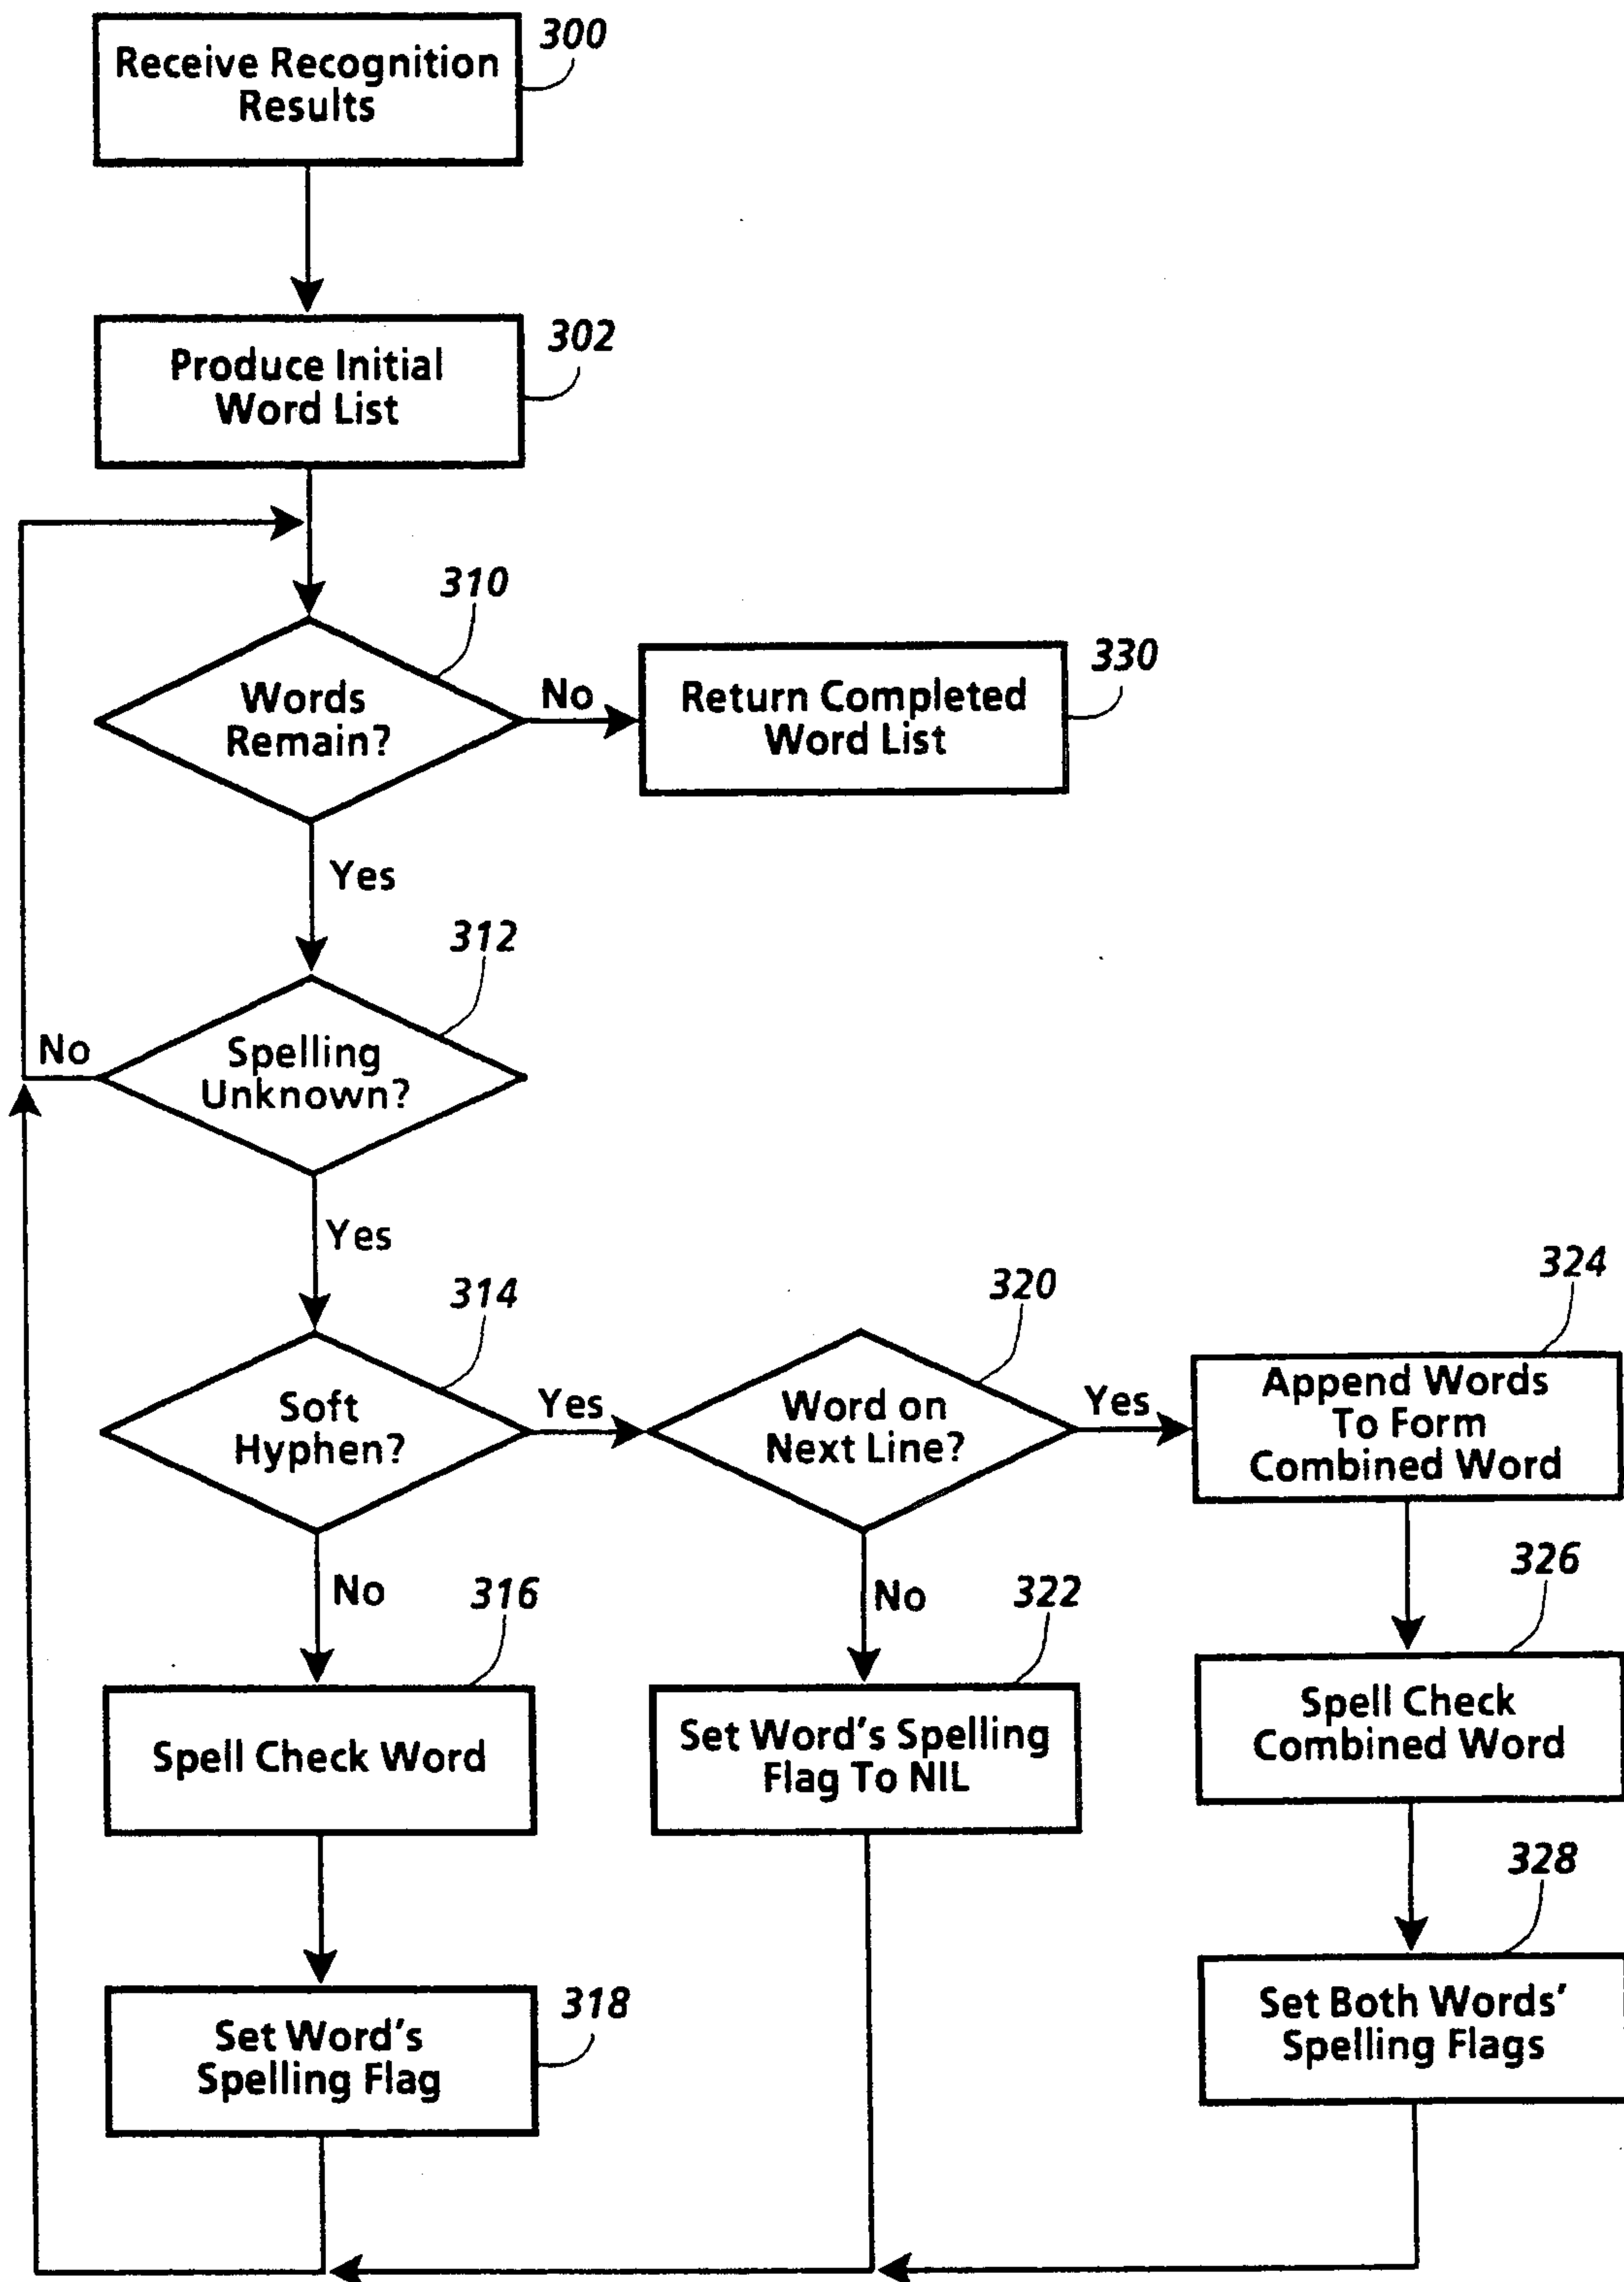 300
Receive Recognition
Results
302
Produce Initial
Word List
310
Words
Remain?
No
330
Return Completed
Word List
Yes
312
Spelling
Unknown?
No
Yes
314
Soft
Hyphen?
Yes
320
Word on
Next Line?
Yes
324
Append Words
To Form
Combined Word
No
316
Spell Check Word
No
322
Set Word's Spelling
Flag To NIL
326
Spell Check
Combined Word
318
Set Word's
Spelling Flag
328
Set Both Words'
Spelling Flags